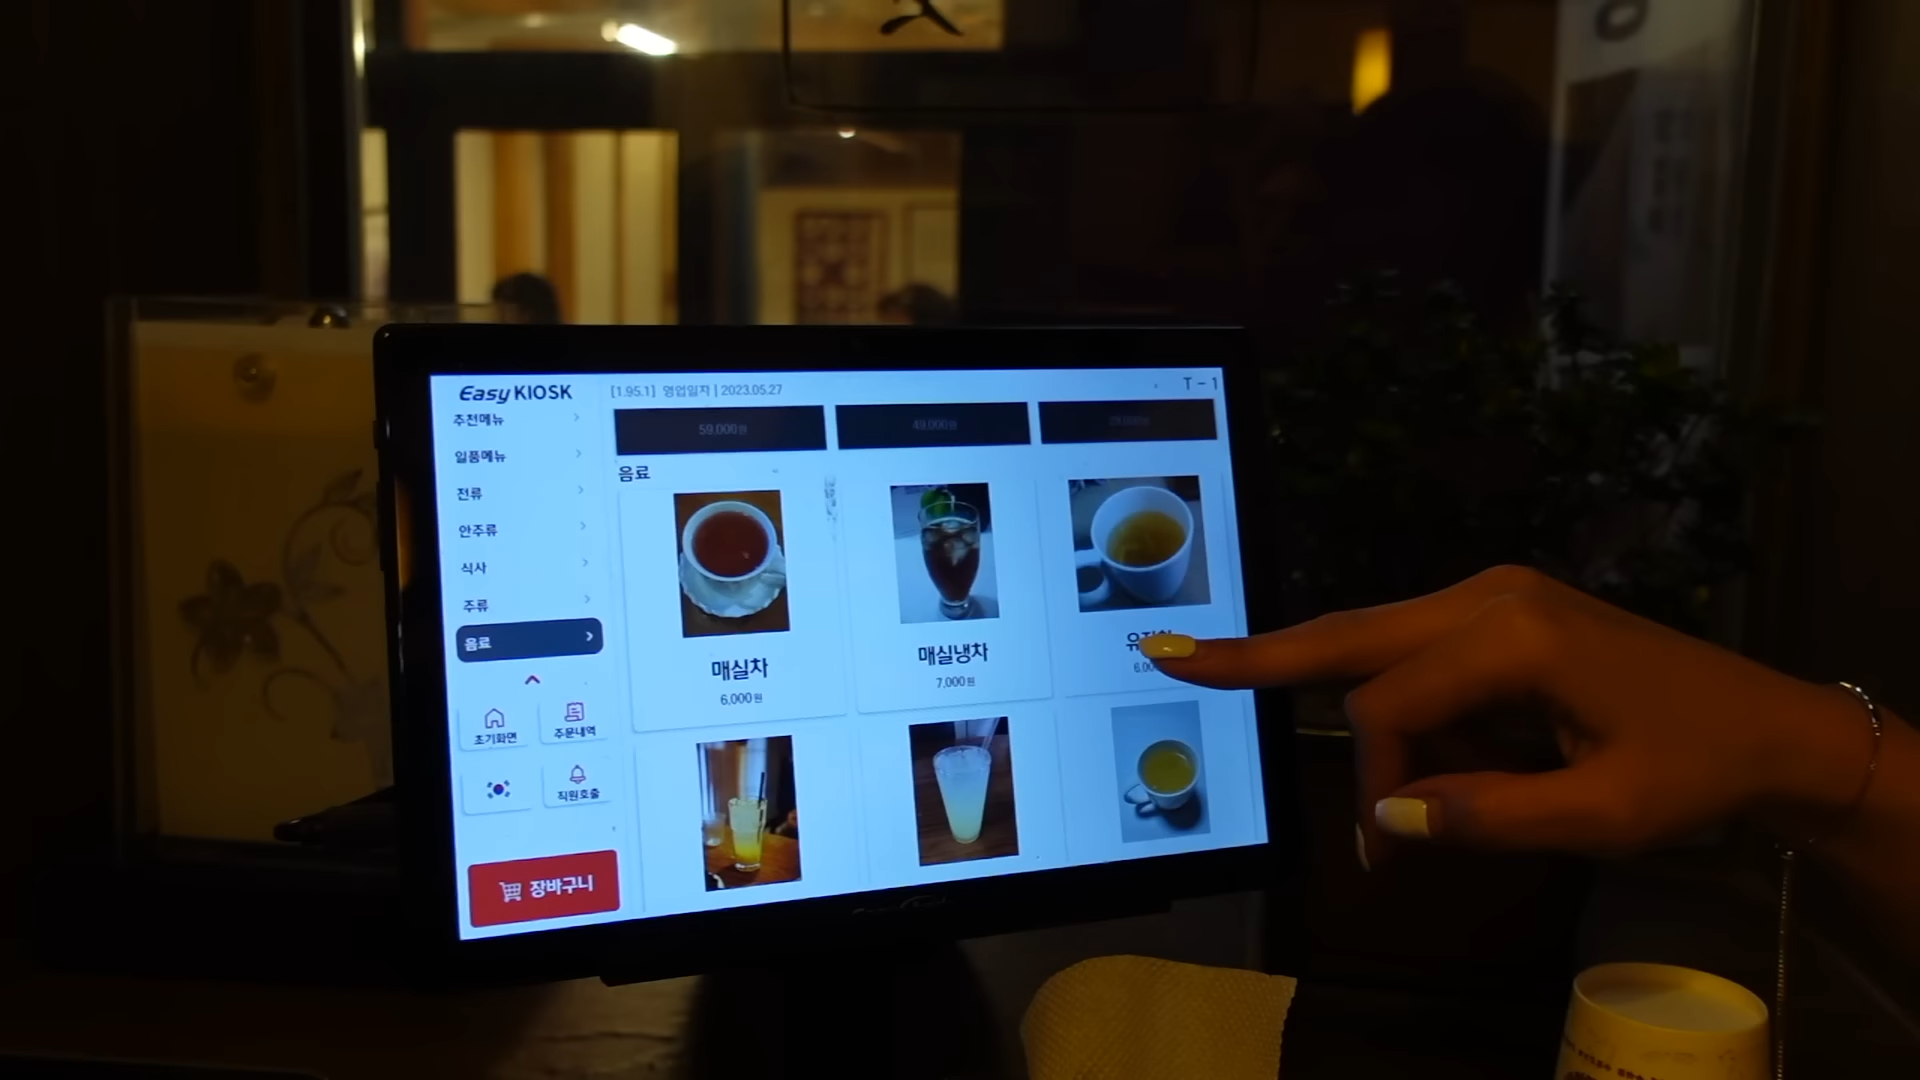 Easy KIOSK
[1.95.1] 영업일자 | 2023.05.27
T-1
추천메뉴
일품메뉴
전류
안주류
식사
주류
음료
초기화면
주문내역
직원호출
장바구니
59,000원
49,000원
음료
매실차
6,000원
매실냉차
7,000원